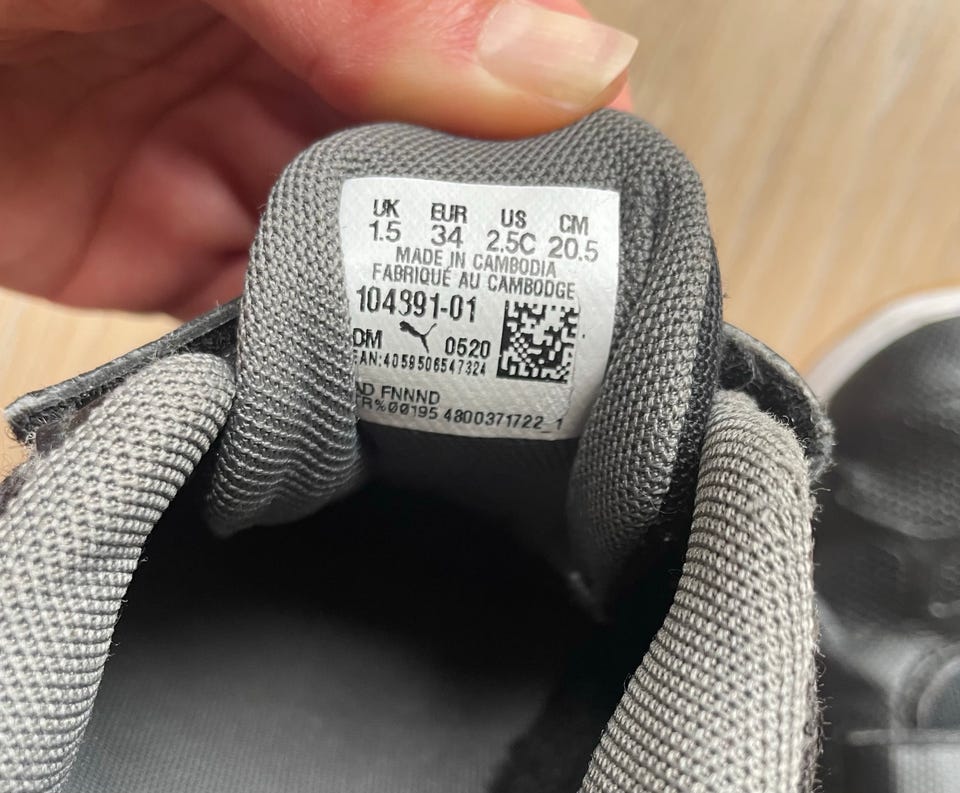 UK EUR US CM
1.5 34 2.5C 20.5
MADE IN CAMBODIA
FABRIQUÉ AU CAMBODGE
104891-01
DM 0520
EAN:4059506547324
FNNND
R%00195 4800371722_1